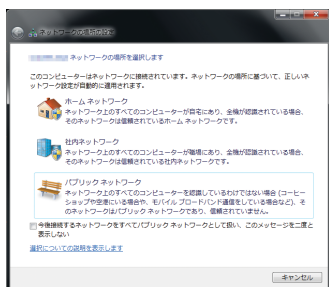 ネットワークの場所の設定
ネットワークの場所を選択します
このコンピューターはネットワークに接続されています。ネットワークの場所に基づいて、正しいネ
ットワーク設定が自動的に適用されます。
ホーム ネットワーク
ネットワーク上のすべてのコンピューターが自宅にあり、全機が認識されている場合、
そのネットワークは信頼されているホーム ネットワークです。
社内ネットワーク
ネットワーク上のすべてのコンピューターが職場にあり、全機が認識されている場合、
そのネットワークは信頼されている社内ネットワークです。
パブリック ネットワーク
ネットワーク上のすべてのコンピューターを認識しているわけではない場合 (コーヒー
ショップや空港にいる場合や、モバイル ブロードバンド通信をしている場合など)、そ
のネットワークはパブリック ネットワークであり、信頼されていません。
今後接続するネットワークをすべてパブリック ネットワークとして扱い、このメッセージを二度と
表示しない
選択についての説明を表示します
キャンセル